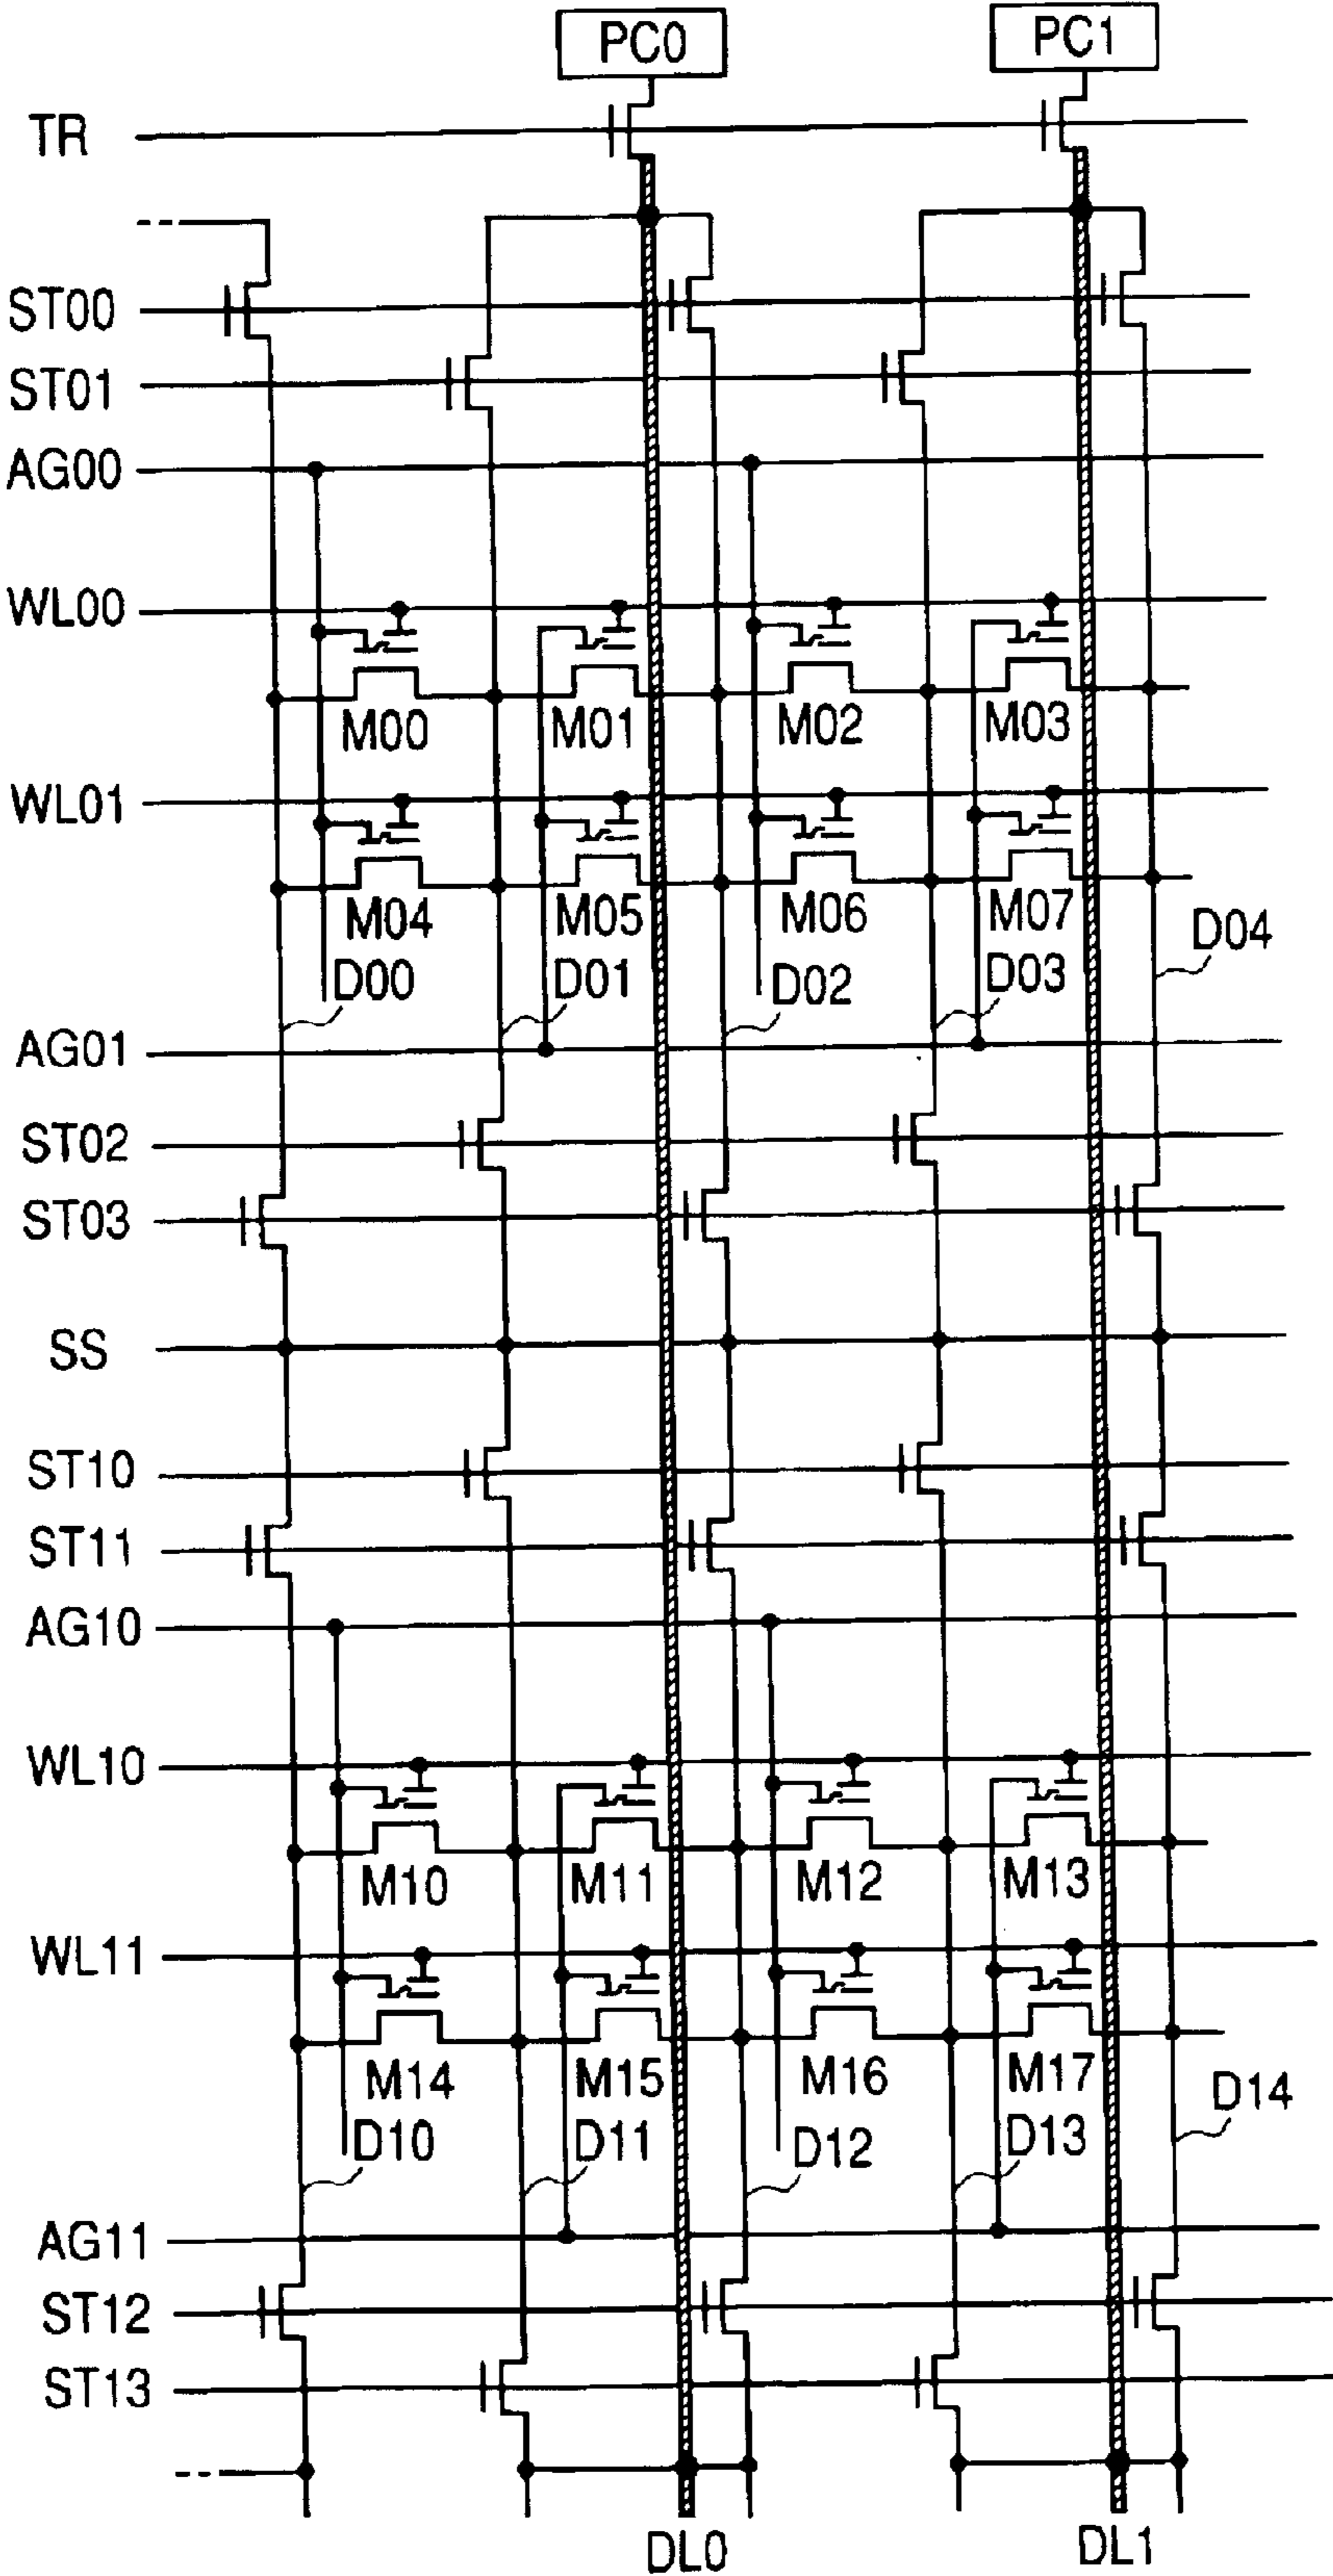 PC0 PC1
TR
ST00
ST01
AG00
WL00
M00 M01 M02 M03
WL01
M04 M05 M06 M07
D04
D00 D01 D02 D03
AG01
ST02
ST03
SS
ST10
ST11
AG10
WL10
M10 M11 M12 M13
WL11
M14 M15 M16 M17
D14
D10 D11 D12 D13
AG11
ST12
ST13
DL0 DL1